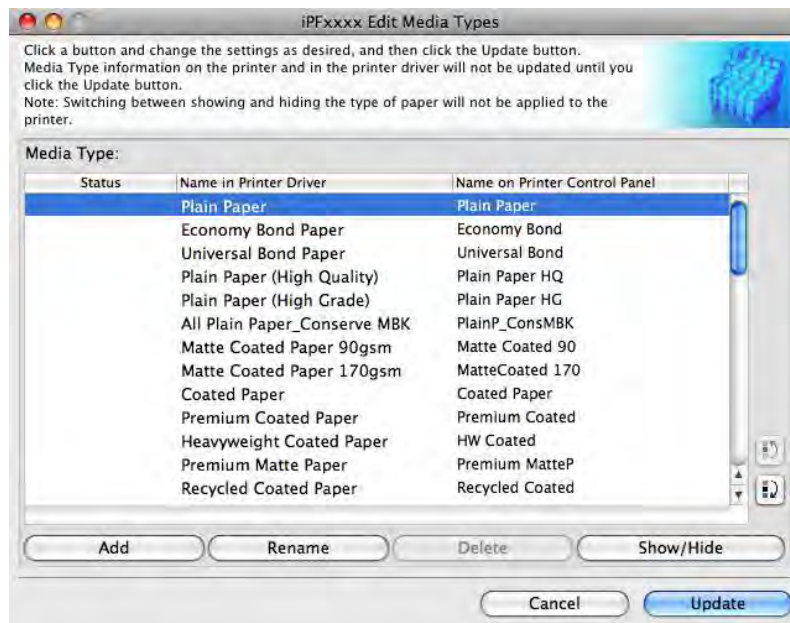 iPFxxxx Edit Media Types
Click a button and change the settings as desired, and then click the Update button.
Media Type information on the printer and in the printer driver will not be updated until you
click the Update button.
Note: Switching between showing and hiding the type of paper will not be applied to the
printer.
Media Type:
Status Name in Printer Driver Name on Printer Control Panel
Plain Paper Plain Paper
Economy Bond Paper Economy Bond
Universal Bond Paper Universal Bond
Plain Paper (High Quality) Plain Paper HQ
Plain Paper (High Grade) Plain Paper HG
All Plain Paper_Conserve MBK PlainP_ConsMBK
Matte Coated Paper 90gsm Matte Coated 90
Matte Coated Paper 170gsm MatteCoated 170
Coated Paper Coated Paper
Premium Coated Paper Premium Coated
Heavyweight Coated Paper HW Coated
Premium Matte Paper Premium MatteP
Recycled Coated Paper Recycled Coated
Add Rename Delete Show/Hide
Cancel Update